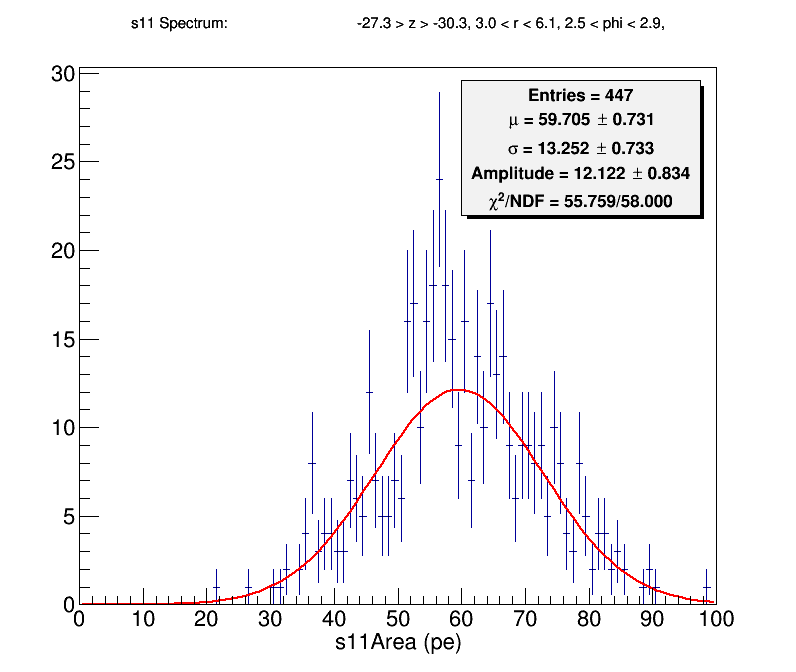 s11 Spectrum: -27.3 > z > -30.3, 3.0 < r < 6.1, 2.5 < phi < 2.9,
Entries = 447
μ = 59.705 ± 0.731
σ = 13.252 ± 0.733
Amplitude = 12.122 ± 0.834
χ²/NDF = 55.759/58.000
30
25
20
15
10
5
0
0 10 20 30 40 50 60 70 80 90 100
s11Area (pe)